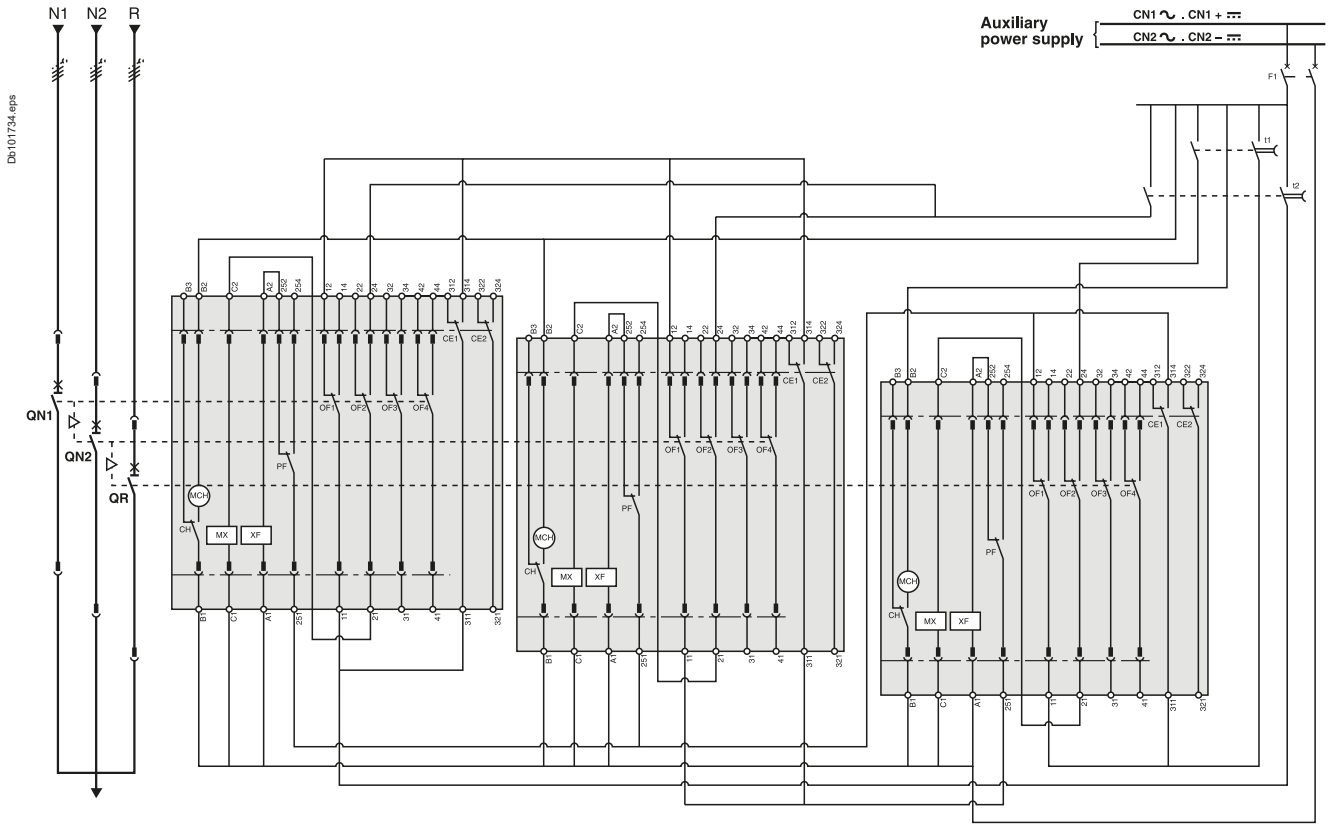 N1 N2 R
Auxiliary
power supply
CN1 ∿ . CN1 + ⎓
CN2 ∿ . CN2 – ⎓
F1
t1
t2
Db101734.eps
B3 B2 C2 A2 252 254 12 14 22 24 32 34 42 44 312 314 322 324
CE1 CE2
OF1 OF2 OF3 OF4
PF
MCH
CH
MX XF
B1 C1 A1 251 11 21 31 41 311 321
B3 B2 C2 A2 252 254 12 14 22 24 32 34 42 44 312 314 322 324
CE1 CE2
OF1 OF2 OF3 OF4
PF
MCH
CH
MX XF
B1 C1 A1 251 11 21 31 41 311 321
B3 B2 C2 A2 252 254 12 14 22 24 32 34 42 44 312 314 322 324
CE1 CE2
OF1 OF2 OF3 OF4
PF
MCH
CH
MX XF
B1 C1 A1 251 11 21 31 41 311 321
QN1
QN2
QR